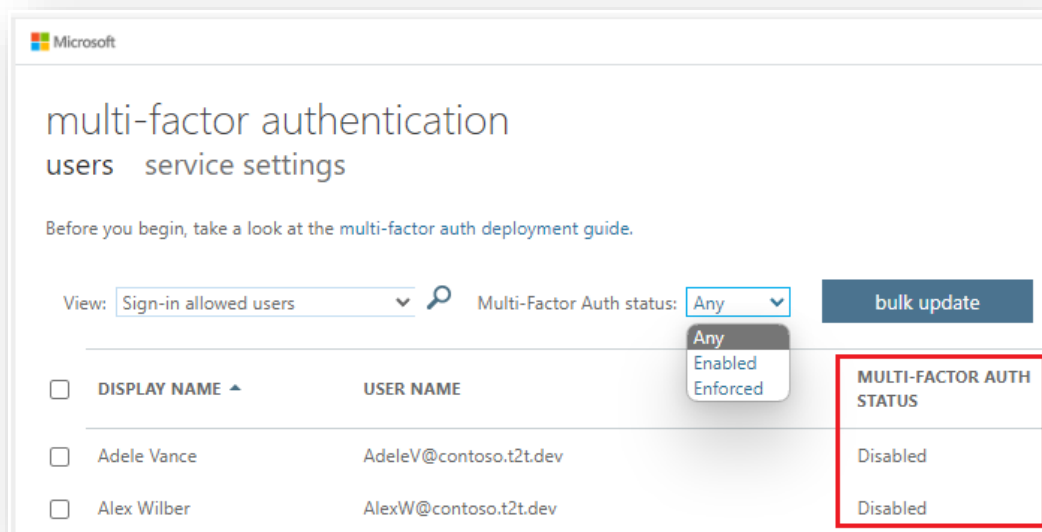 Microsoft
multi-factor authentication
users service settings
Before you begin, take a look at the multi-factor auth deployment guide.
View: Sign-in allowed users Multi-Factor Auth status: Any bulk update
Any
Enabled
Enforced
DISPLAY NAME USER NAME MULTI-FACTOR AUTH STATUS
Adele Vance AdeleV@contoso.t2t.dev Disabled
Alex Wilber AlexW@contoso.t2t.dev Disabled